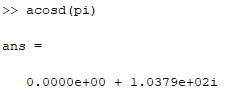 >> acosd(pi)
ans =
0.0000e+00 + 1.0379e+02i